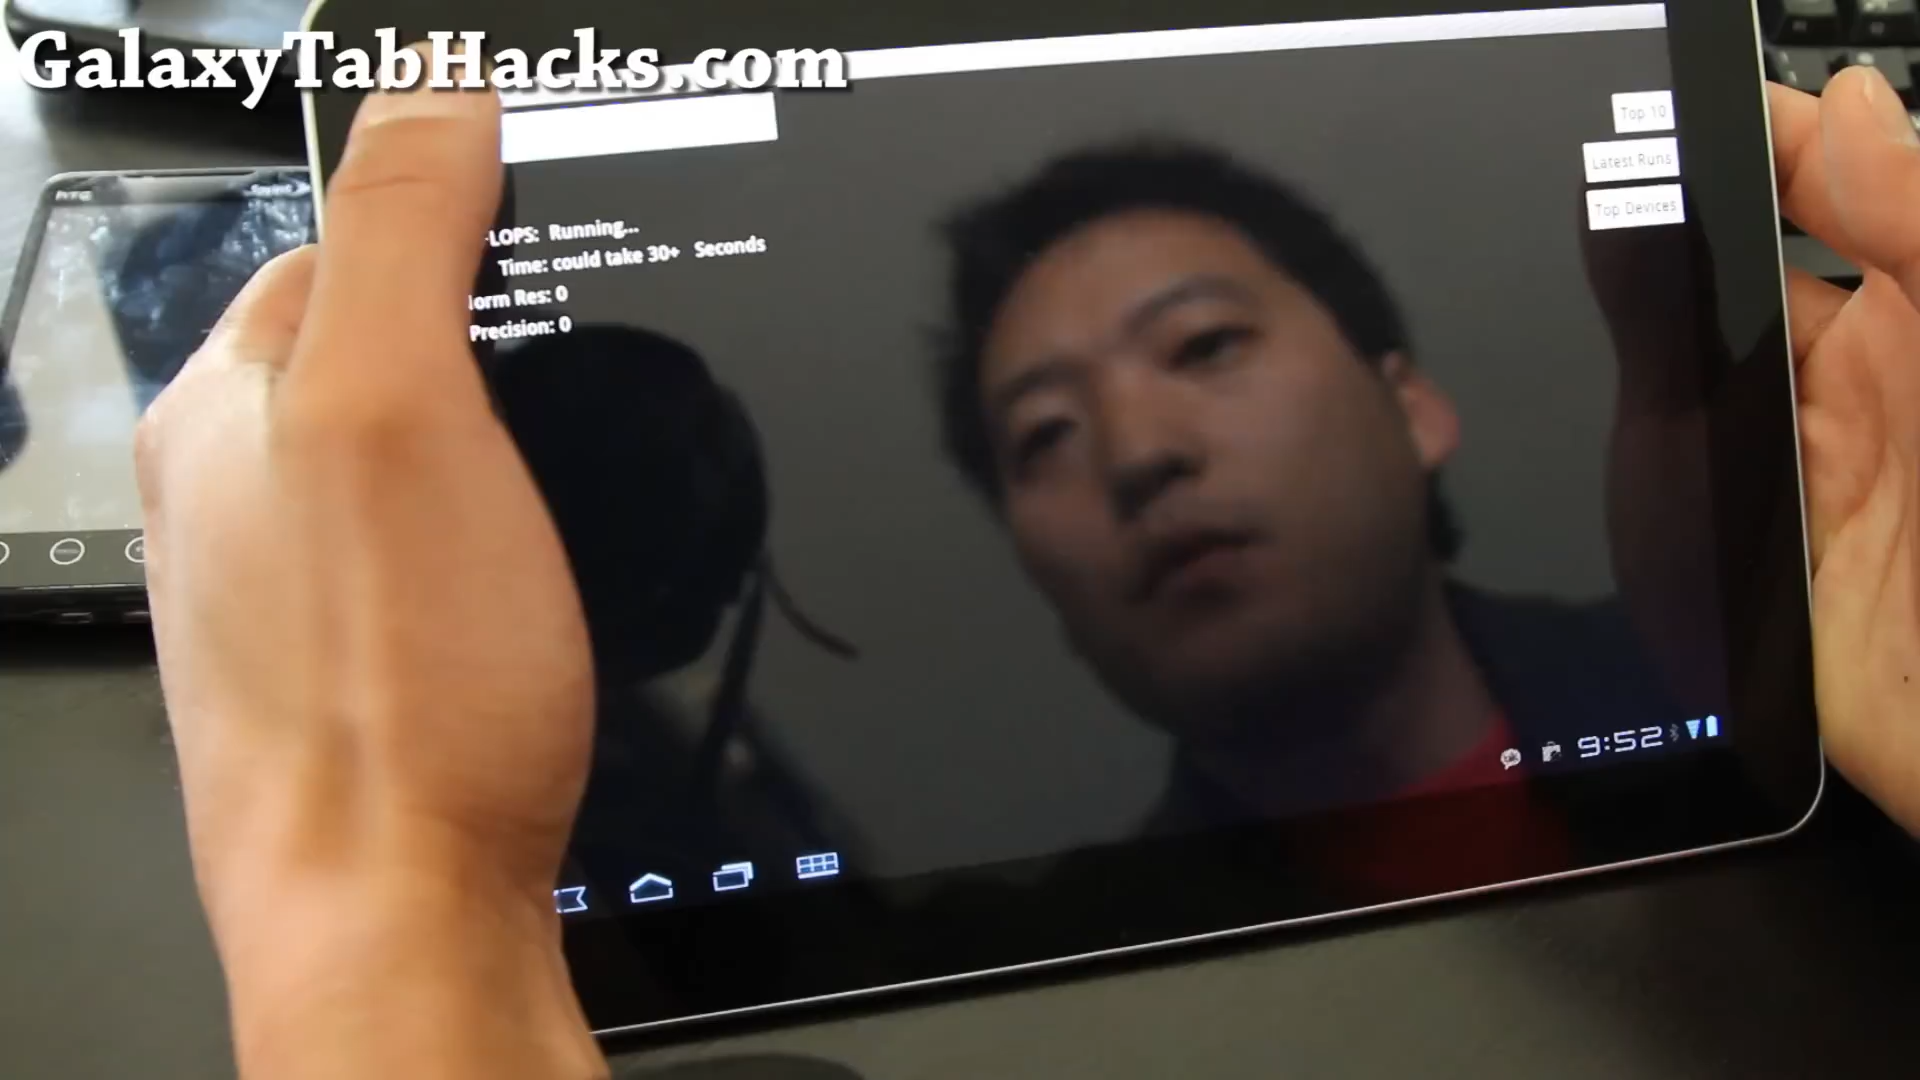 GalaxyTabHacks.com
Top 10
Latest Runs
Top Devices
LOPS: Running...
Time: could take 30+ Seconds
orm Res: 0
Precision: 0
9:52